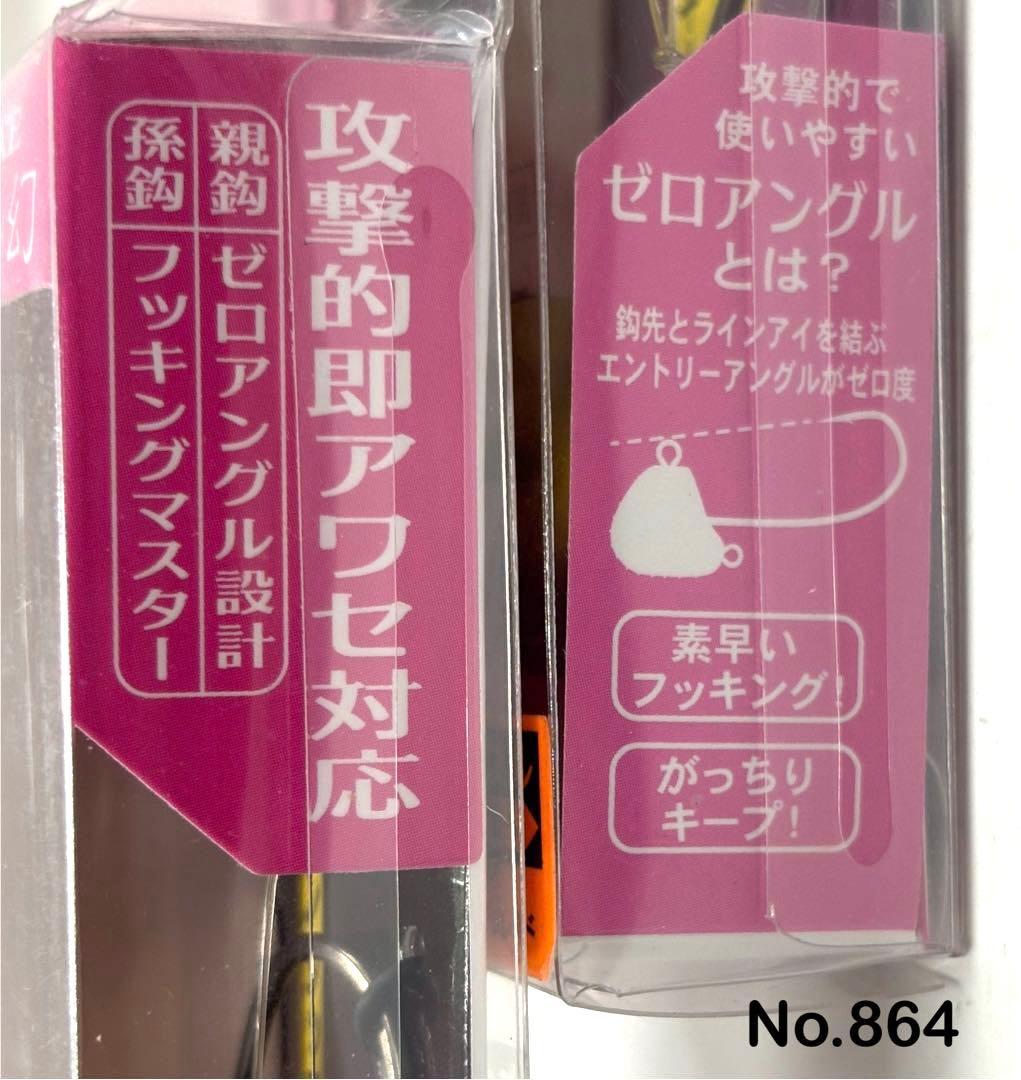 攻撃的即アワセ対応
親鈎 ゼロアングル設計
孫鈎 フッキングマスター
攻撃的で
使いやすい
ゼロアングル
とは?
鈎先とラインアイを結ぶ
エントリーアングルがゼロ度
素早い
フッキング!
がっちり
キープ!
No.864